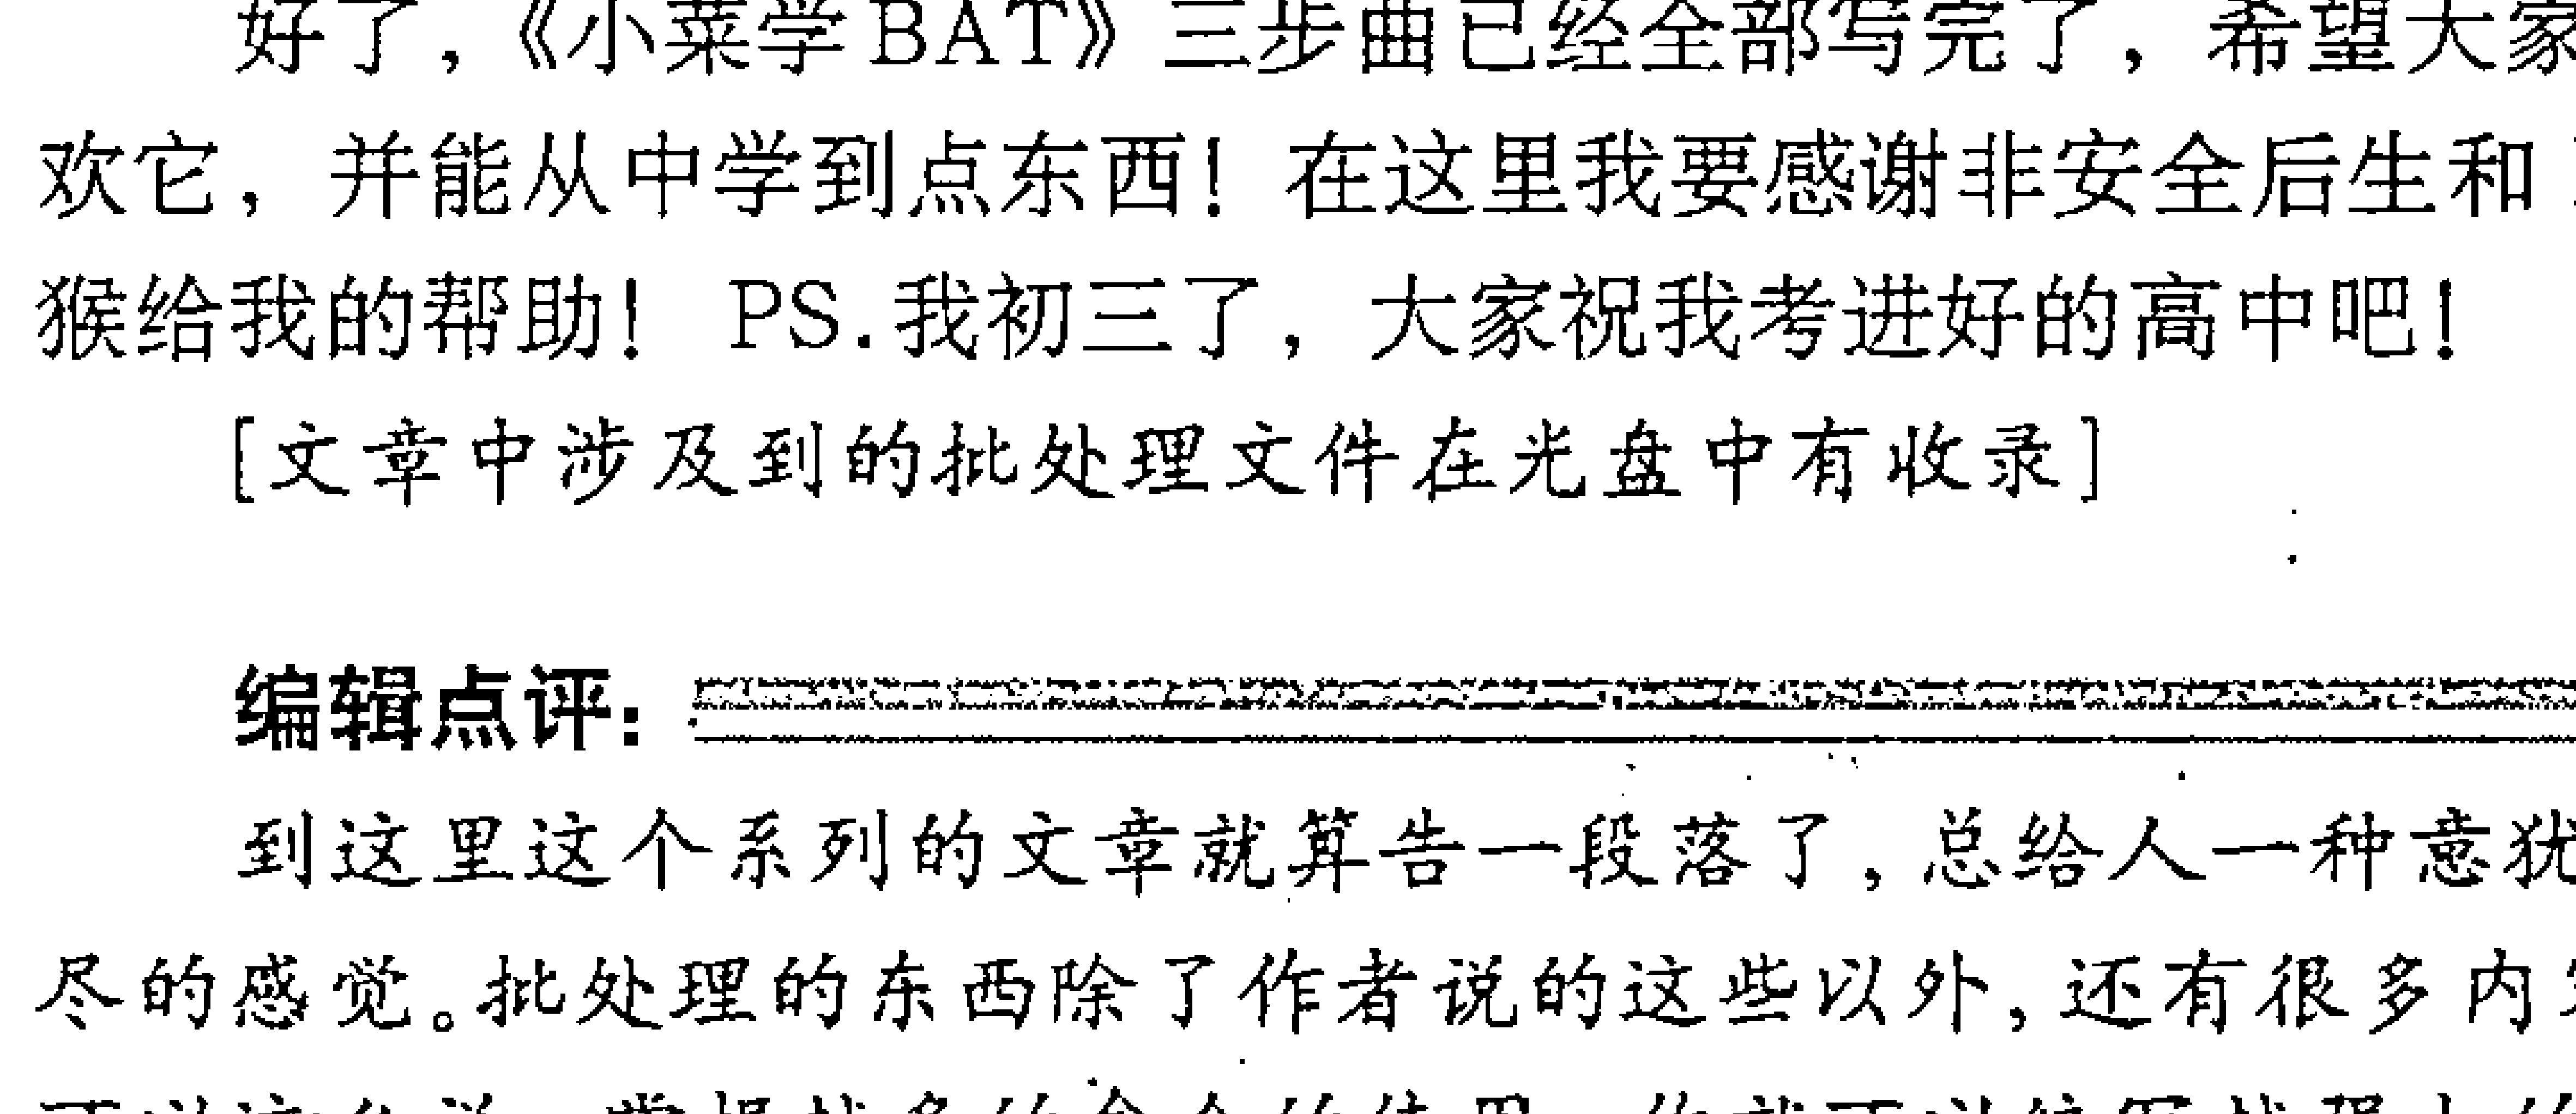 好了，《小菜学BAT》三步曲已经全部写完了，希望大家
欢它，并能从中学到点东西！在这里我要感谢非安全后生和
猴给我的帮助！ PS.我初三了，大家祝我考进好的高中吧！
[文章中涉及到的批处理文件在光盘中有收录]
编辑点评：
到这里这个系列的文章就算告一段落了，总给人一种意犹
尽的感觉。批处理的东西除了作者说的这些以外，还有很多内